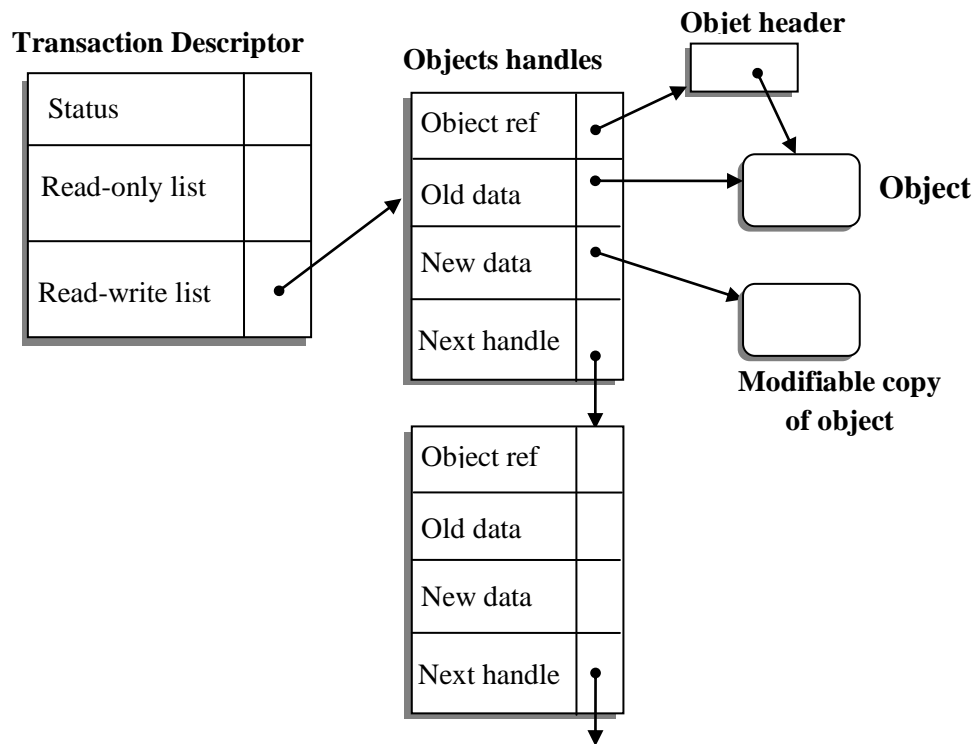 Transaction Descriptor
Status
Read-only list
Read-write list
Objects handles
Object ref
Old data
New data
Next handle
Object ref
Old data
New data
Next handle
Objet header
Object
Modifiable copy
of object